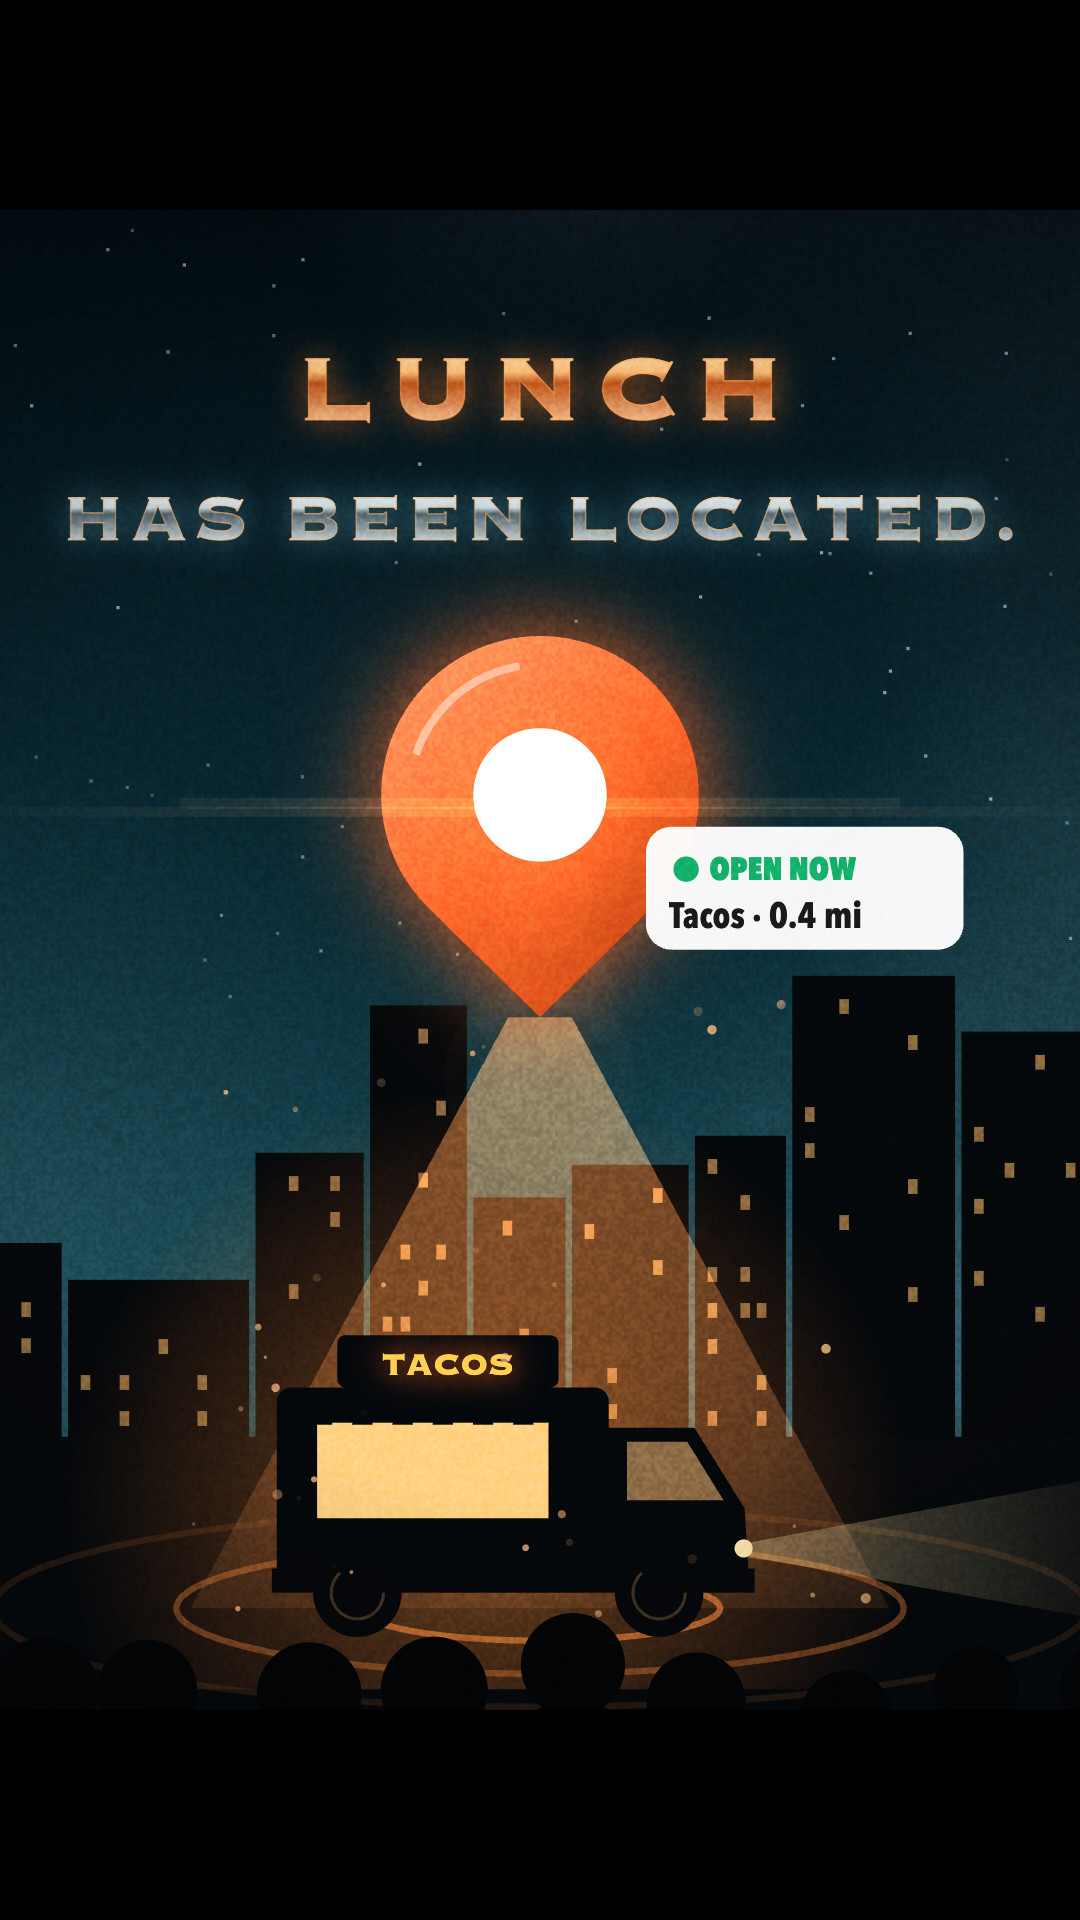 LUNCH
HAS BEEN LOCATED.
OPEN NOW
Tacos · 0.4 mi
TACOS